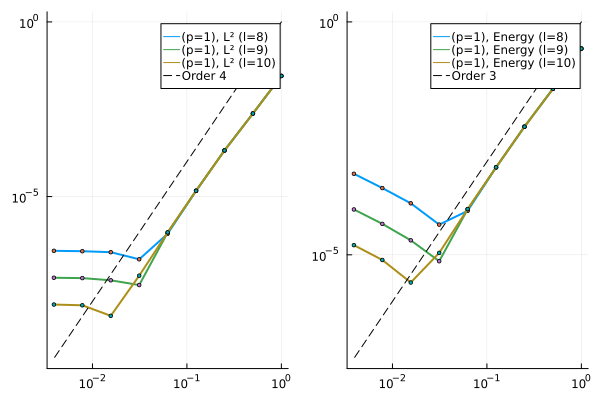 10⁰
10⁻⁵
10⁻²
10⁻¹
10⁰
(p=1), L² (l=8)
(p=1), L² (l=9)
(p=1), L² (l=10)
Order 4
10⁰
10⁻⁵
10⁻²
10⁻¹
10⁰
(p=1), Energy (l=8)
(p=1), Energy (l=9)
(p=1), Energy (l=10)
Order 3